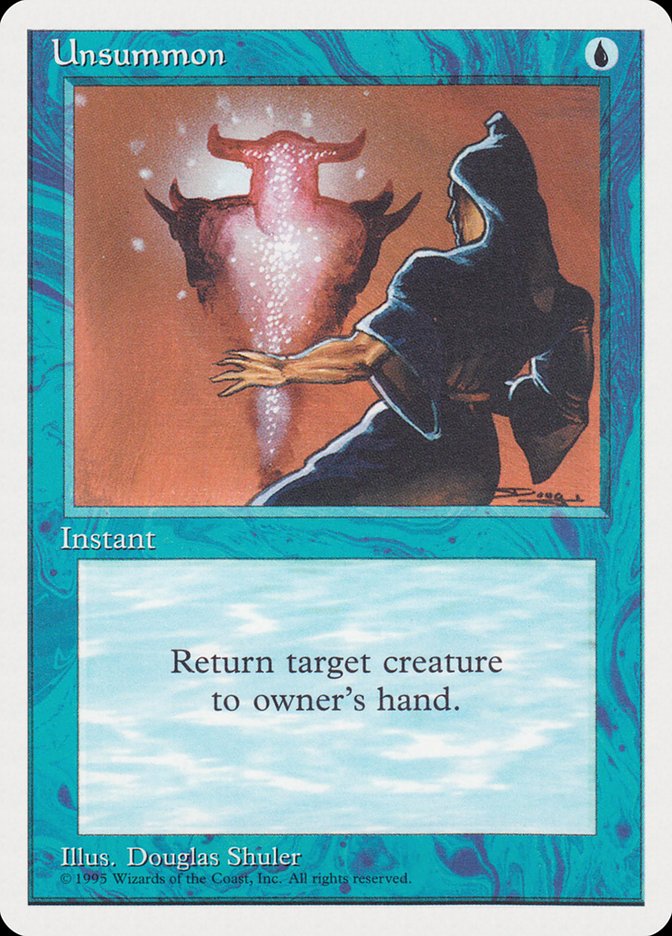 Unsummon
Doug
Instant
Return target creature
to owner's hand.
Illus. Douglas Shuler
© 1995 Wizards of the Coast, Inc. All rights reserved.